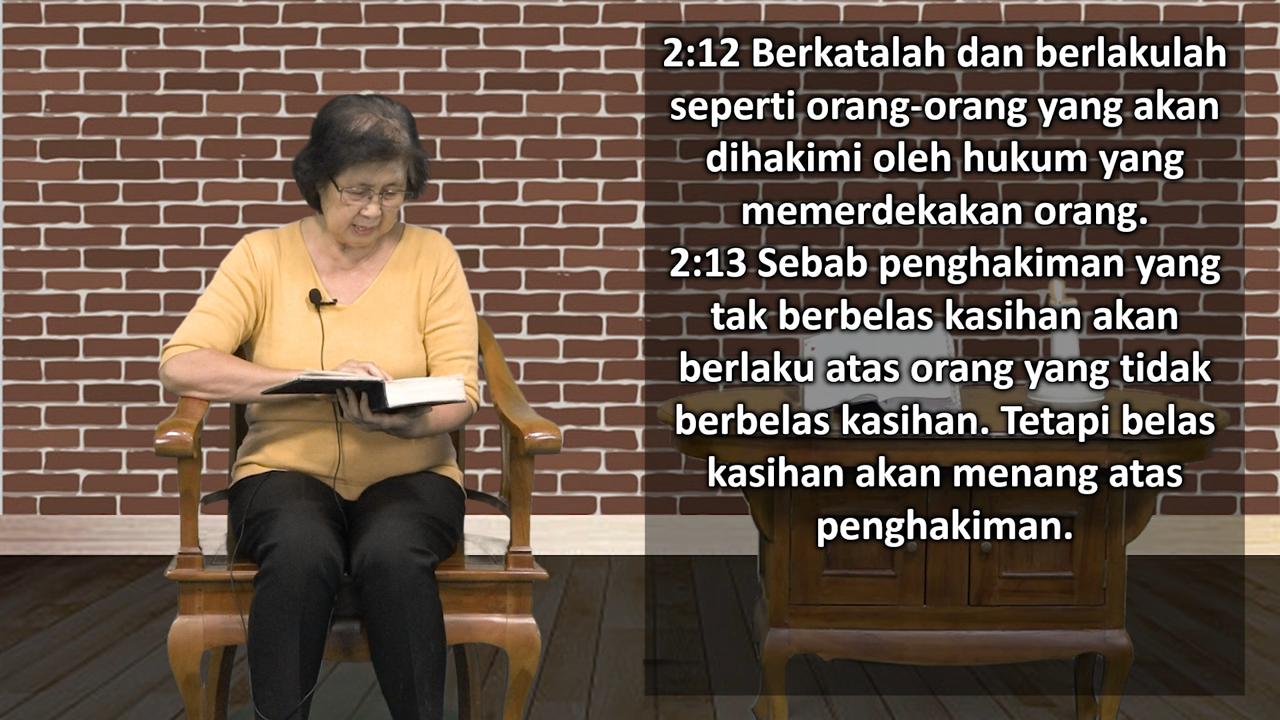 2:12 Berkatalah dan berlakulah
seperti orang-orang yang akan
dihakimi oleh hukum yang
memerdekakan orang.
2:13 Sebab penghakiman yang
tak berbelas kasihan akan
berlaku atas orang yang tidak
berbelas kasihan. Tetapi belas
kasihan akan menang atas
penghakiman.